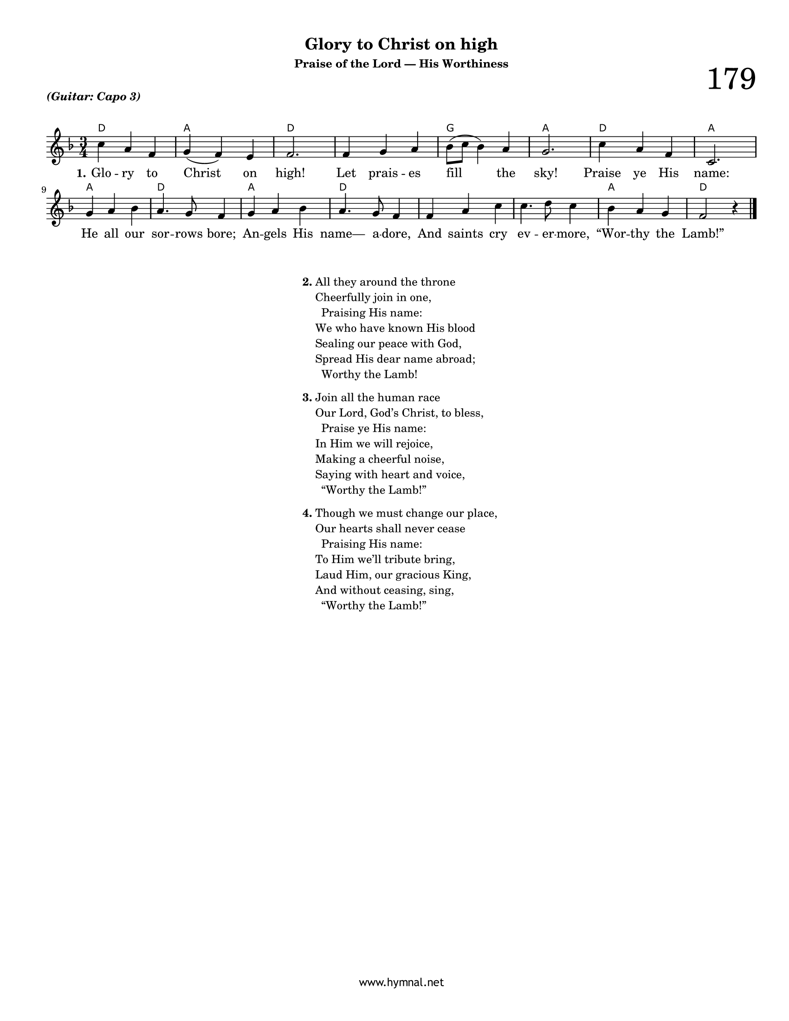 Glory to Christ on high
Praise of the Lord — His Worthiness
179
(Guitar: Capo 3)
D A D G A D A
3
4
1. Glo - ry to Christ on high! Let prais - es fill the sky! Praise ye His name:
9
A D A D A D
He all our sor - rows bore; An - gels His name— a - dore, And saints cry ev - er - more, “Wor - thy the Lamb!”
2. All they around the throne
Cheerfully join in one,
Praising His name:
We who have known His blood
Sealing our peace with God,
Spread His dear name abroad;
Worthy the Lamb!
3. Join all the human race
Our Lord, God’s Christ, to bless,
Praise ye His name:
In Him we will rejoice,
Making a cheerful noise,
Saying with heart and voice,
“Worthy the Lamb!”
4. Though we must change our place,
Our hearts shall never cease
Praising His name:
To Him we’ll tribute bring,
Laud Him, our gracious King,
And without ceasing, sing,
“Worthy the Lamb!”
www.hymnal.net